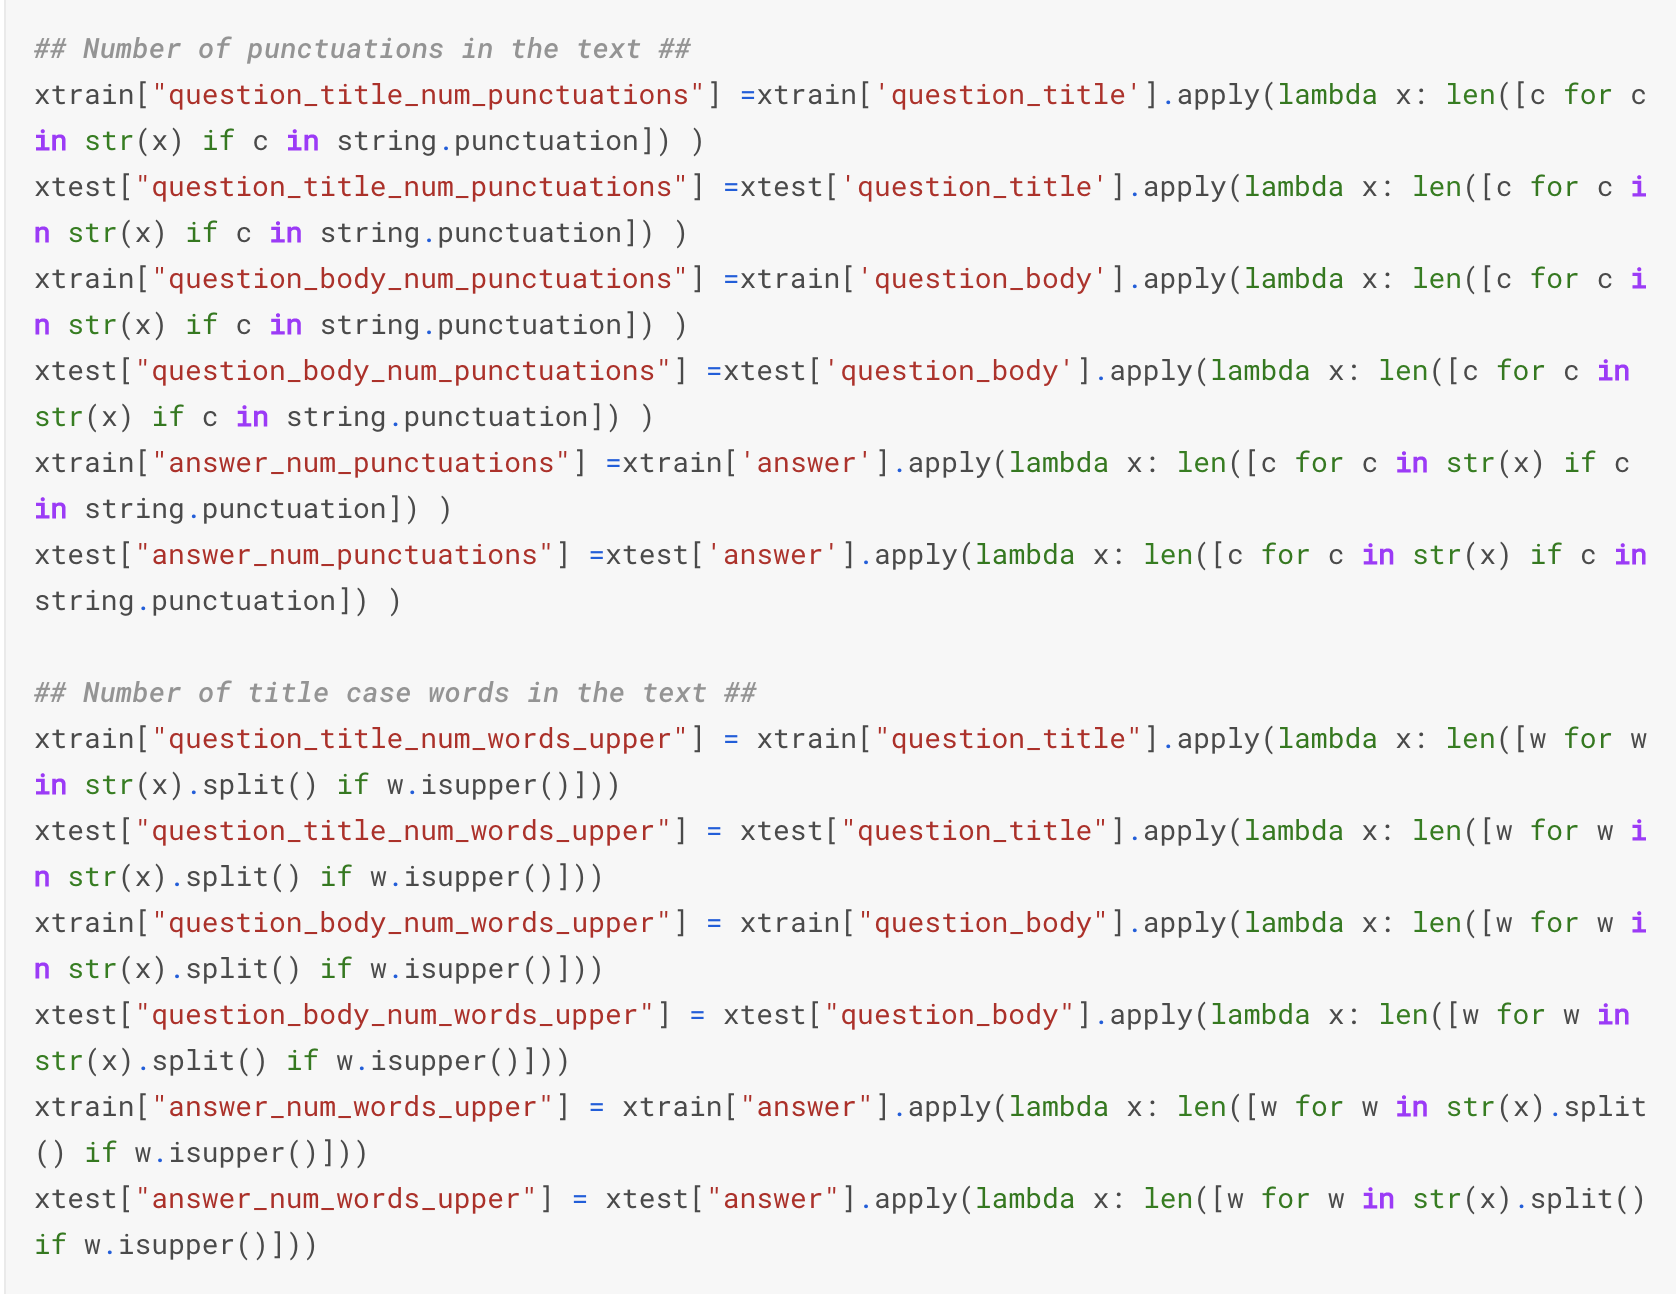 ## Number of punctuations in the text ##
xtrain["question_title_num_punctuations"] =xtrain['question_title'].apply(lambda x: len([c for c
in str(x) if c in string.punctuation]) )
xtest["question_title_num_punctuations"] =xtest['question_title'].apply(lambda x: len([c for c i
n str(x) if c in string.punctuation]) )
xtrain["question_body_num_punctuations"] =xtrain['question_body'].apply(lambda x: len([c for c i
n str(x) if c in string.punctuation]) )
xtest["question_body_num_punctuations"] =xtest['question_body'].apply(lambda x: len([c for c in
str(x) if c in string.punctuation]) )
xtrain["answer_num_punctuations"] =xtrain['answer'].apply(lambda x: len([c for c in str(x) if c
in string.punctuation]) )
xtest["answer_num_punctuations"] =xtest['answer'].apply(lambda x: len([c for c in str(x) if c in
string.punctuation]) )
## Number of title case words in the text ##
xtrain["question_title_num_words_upper"] = xtrain["question_title"].apply(lambda x: len([w for w
in str(x).split() if w.isupper()]))
xtest["question_title_num_words_upper"] = xtest["question_title"].apply(lambda x: len([w for w i
n str(x).split() if w.isupper()]))
xtrain["question_body_num_words_upper"] = xtrain["question_body"].apply(lambda x: len([w for w i
n str(x).split() if w.isupper()]))
xtest["question_body_num_words_upper"] = xtest["question_body"].apply(lambda x: len([w for w in
str(x).split() if w.isupper()]))
xtrain["answer_num_words_upper"] = xtrain["answer"].apply(lambda x: len([w for w in str(x).split
() if w.isupper()]))
xtest["answer_num_words_upper"] = xtest["answer"].apply(lambda x: len([w for w in str(x).split()
if w.isupper()]))